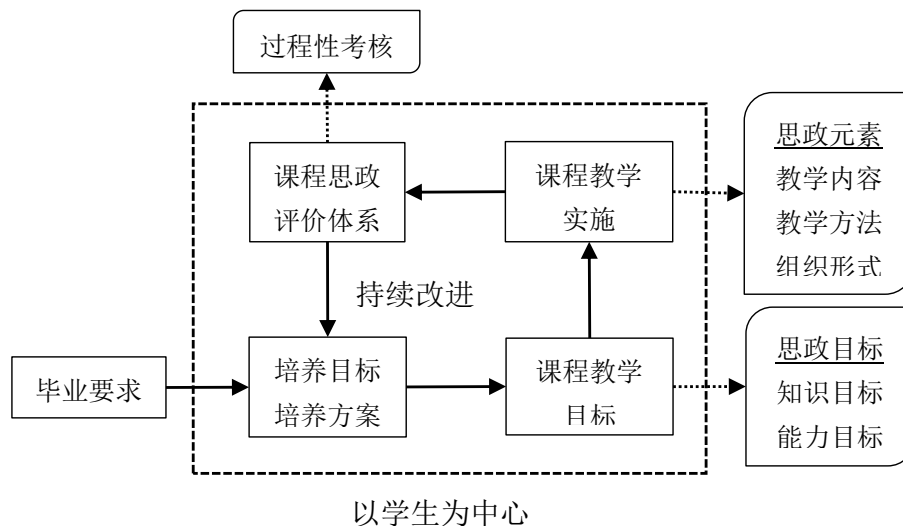 过程性考核
课程思政
评价体系
课程教学
实施
思政元素
教学内容
教学方法
组织形式
持续改进
毕业要求
培养目标
培养方案
课程教学
目标
思政目标
知识目标
能力目标
以学生为中心